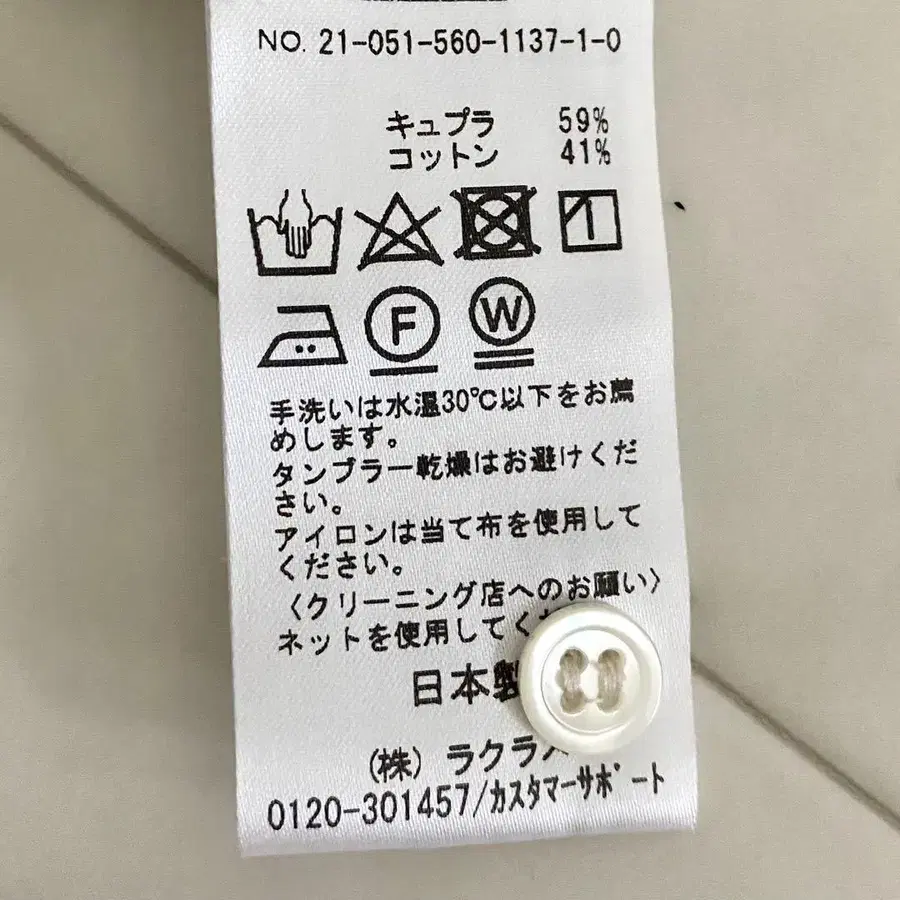 NO. 21-051-560-1137-1-0
キュプラ 59%
コットン 41%
F W
手洗いは水温30℃以下をお薦
めします。
タンブラー乾燥はお避けくだ
さい。
アイロンは当て布を使用して
ください。
〈クリーニング店へのお願い〉
ネットを使用してく
日本製
(株) ラクラ
0120-301457/カスタマーサポート